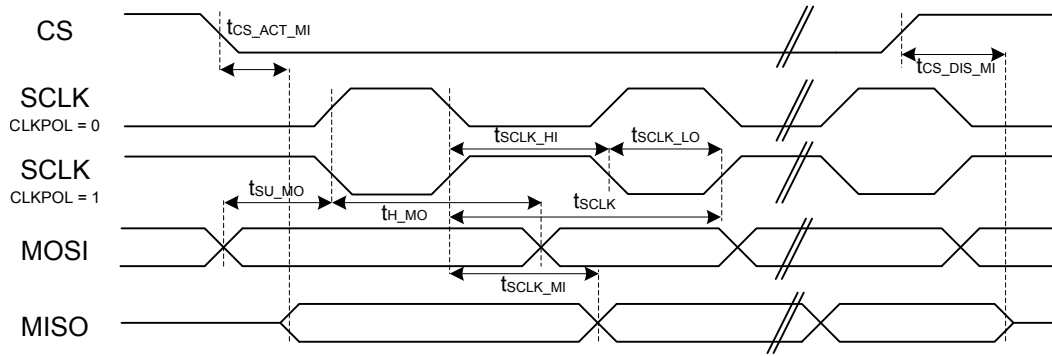 CS
tCS_ACT_MI
tCS_DIS_MI
SCLK
CLKPOL = 0
tSCLK_HI
tSCLK_LO
SCLK
CLKPOL = 1
tSU_MO
tH_MO
tSCLK
MOSI
tSCLK_MI
MISO